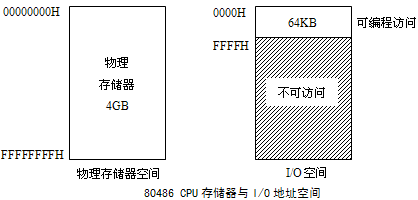 00000000H
物理
存储器
4GB
FFFFFFFFH
物理存储器空间
0000H
64KB
可编程访问
FFFFH
不可访问
I/O 空间
80486 CPU 存储器与 I/O 地址空间